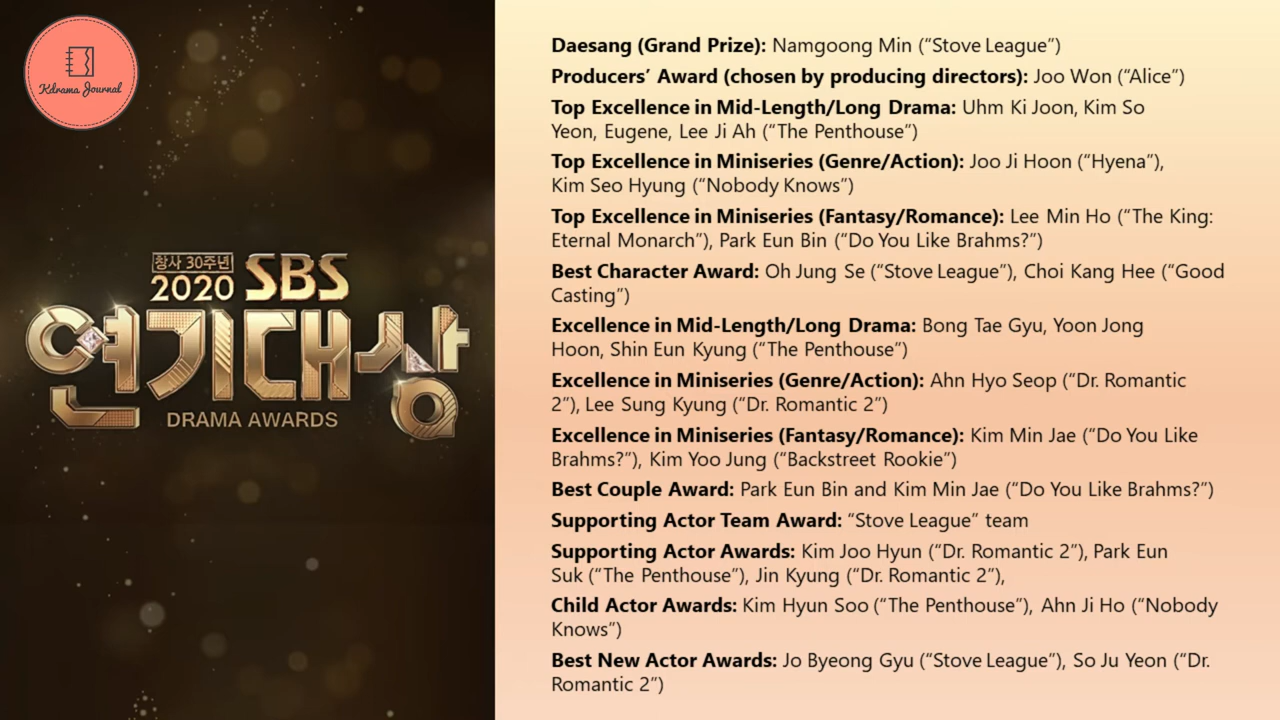 Kdrama Journal
창사 30주년
2020 SBS
연기대상
DRAMA AWARDS
Daesang (Grand Prize): Namgoong Min (“Stove League”)
Producers’ Award (chosen by producing directors): Joo Won (“Alice”)
Top Excellence in Mid-Length/Long Drama: Uhm Ki Joon, Kim So
Yeon, Eugene, Lee Ji Ah (“The Penthouse”)
Top Excellence in Miniseries (Genre/Action): Joo Ji Hoon (“Hyena”),
Kim Seo Hyung (“Nobody Knows”)
Top Excellence in Miniseries (Fantasy/Romance): Lee Min Ho (“The King:
Eternal Monarch”), Park Eun Bin (“Do You Like Brahms?”)
Best Character Award: Oh Jung Se (“Stove League”), Choi Kang Hee (“Good
Casting”)
Excellence in Mid-Length/Long Drama: Bong Tae Gyu, Yoon Jong
Hoon, Shin Eun Kyung (“The Penthouse”)
Excellence in Miniseries (Genre/Action): Ahn Hyo Seop (“Dr. Romantic
2”), Lee Sung Kyung (“Dr. Romantic 2”)
Excellence in Miniseries (Fantasy/Romance): Kim Min Jae (“Do You Like
Brahms?”), Kim Yoo Jung (“Backstreet Rookie”)
Best Couple Award: Park Eun Bin and Kim Min Jae (“Do You Like Brahms?”)
Supporting Actor Team Award: “Stove League” team
Supporting Actor Awards: Kim Joo Hyun (“Dr. Romantic 2”), Park Eun
Suk (“The Penthouse”), Jin Kyung (“Dr. Romantic 2”),
Child Actor Awards: Kim Hyun Soo (“The Penthouse”), Ahn Ji Ho (“Nobody
Knows”)
Best New Actor Awards: Jo Byeong Gyu (“Stove League”), So Ju Yeon (“Dr.
Romantic 2”)